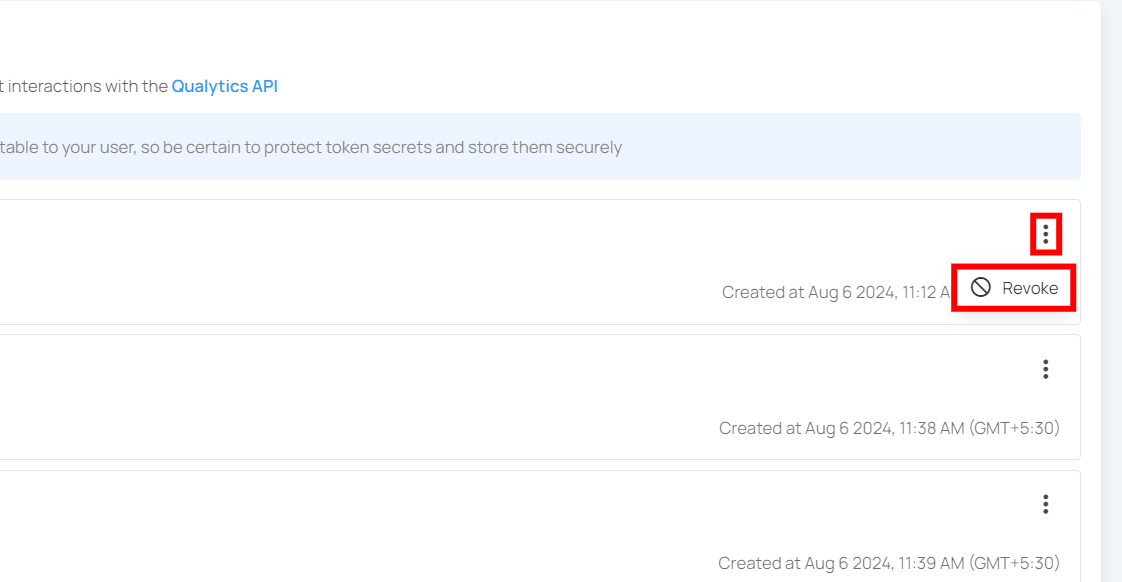 t interactions with the Qualytics API
table to your user, so be certain to protect token secrets and store them securely
Created at Aug 6 2024, 11:12 A
Revoke
Created at Aug 6 2024, 11:38 AM (GMT+5:30)
Created at Aug 6 2024, 11:39 AM (GMT+5:30)